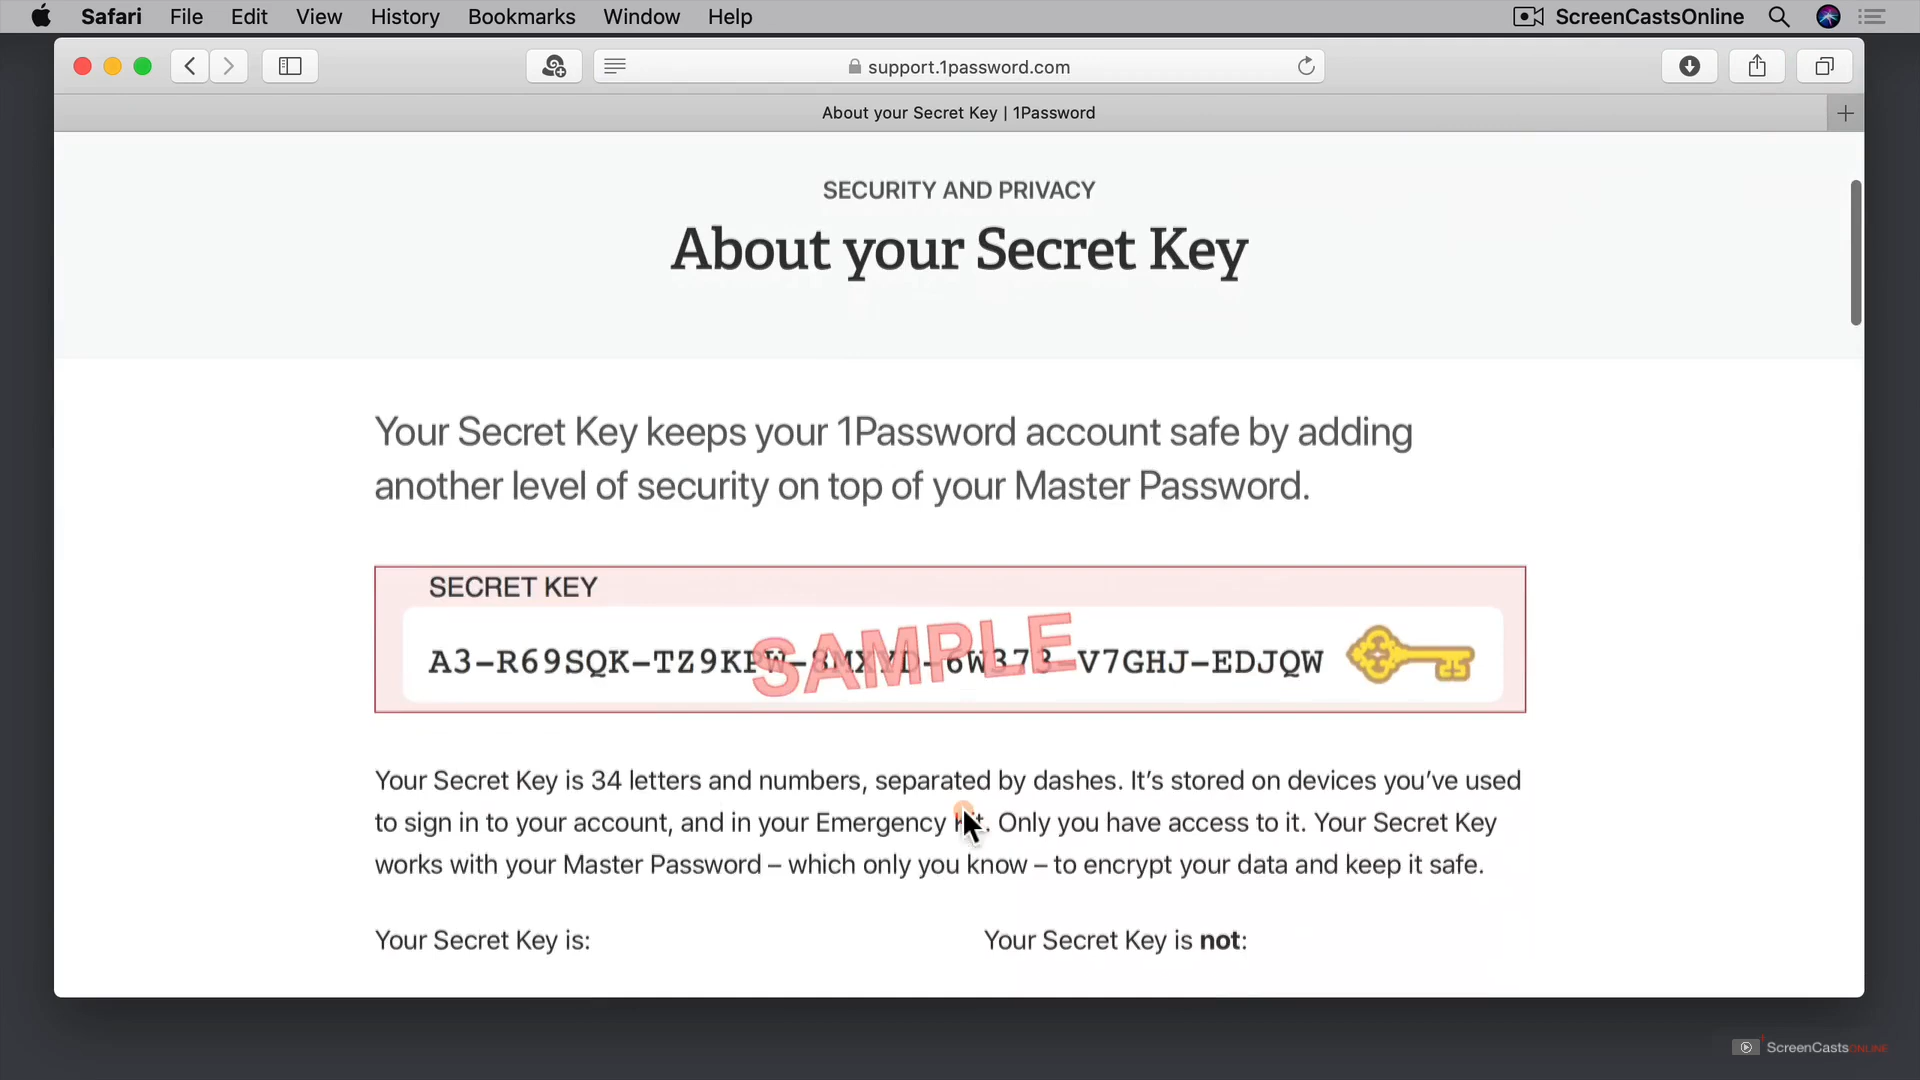 Safari File Edit View History Bookmarks Window Help ScreenCastsOnline
support.1password.com
About your Secret Key | 1Password
SECURITY AND PRIVACY
About your Secret Key
Your Secret Key keeps your 1Password account safe by adding
another level of security on top of your Master Password.
SECRET KEY
A3-R69SQK-TZ9KPW-8MXYD-6W373-V7GHJ-EDJQW
SAMPLE
Your Secret Key is 34 letters and numbers, separated by dashes. It’s stored on devices you’ve used
to sign in to your account, and in your Emergency Kit. Only you have access to it. Your Secret Key
works with your Master Password – which only you know – to encrypt your data and keep it safe.
Your Secret Key is: Your Secret Key is not:
ScreenCastsONLINE